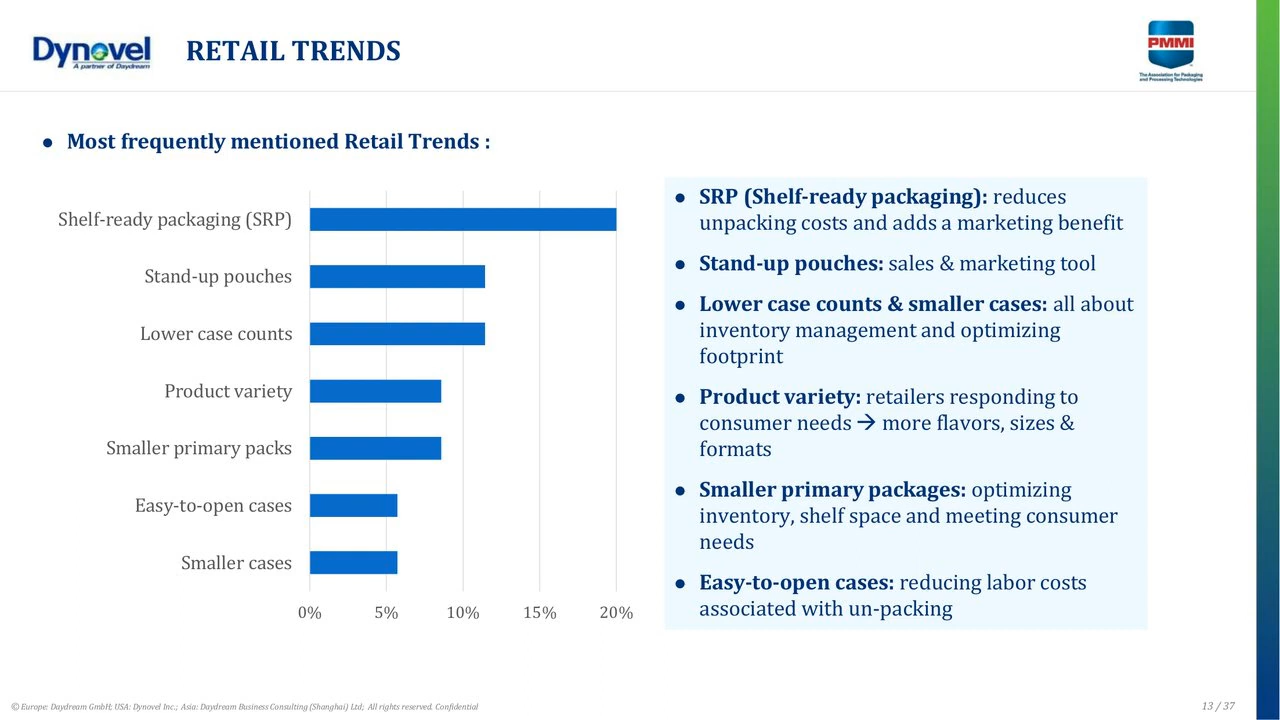 Dynovel
A partner of Daydream
RETAIL TRENDS
PMMI
The Association for Packaging
and Processing Technologies
● Most frequently mentioned Retail Trends :
Shelf-ready packaging (SRP)
Stand-up pouches
Lower case counts
Product variety
Smaller primary packs
Easy-to-open cases
Smaller cases
0% 5% 10% 15% 20%
● SRP (Shelf-ready packaging): reduces
unpacking costs and adds a marketing benefit
● Stand-up pouches: sales & marketing tool
● Lower case counts & smaller cases: all about
inventory management and optimizing
footprint
● Product variety: retailers responding to
consumer needs → more flavors, sizes &
formats
● Smaller primary packages: optimizing
inventory, shelf space and meeting consumer
needs
● Easy-to-open cases: reducing labor costs
associated with un-packing
© Europe: Daydream GmbH; USA: Dynovel Inc.; Asia: Daydream Business Consulting (Shanghai) Ltd; All rights reserved. Confidential
13 / 37